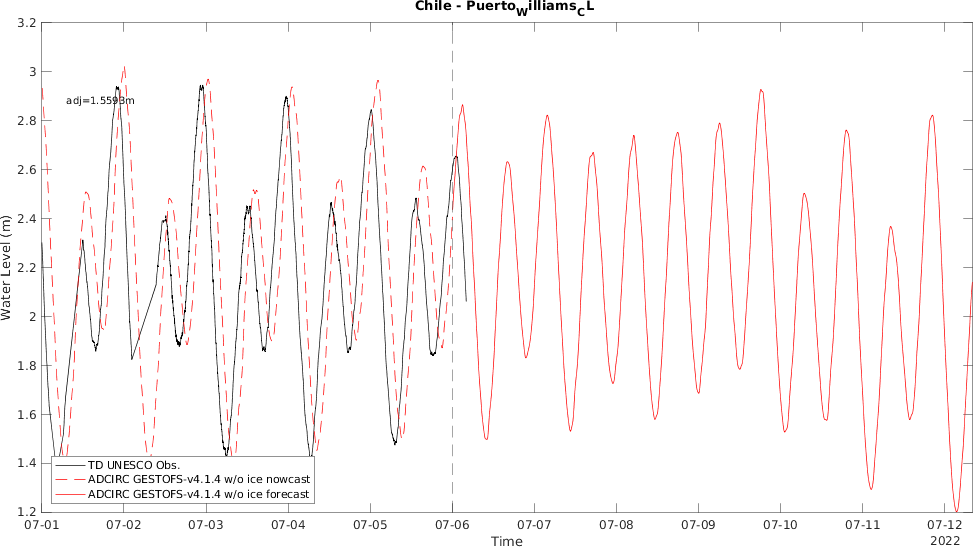 Chile - PuertoWilliamsCL
3.2
3
2.8
2.6
2.4
2.2
2
1.8
1.6
1.4
1.2
Water Level (m)
adj=1.5593m
TD UNESCO Obs.
ADCIRC GESTOFS-v4.1.4 w/o ice nowcast
ADCIRC GESTOFS-v4.1.4 w/o ice forecast
07-01 07-02 07-03 07-04 07-05 07-06 07-07 07-08 07-09 07-10 07-11 07-12
Time
2022